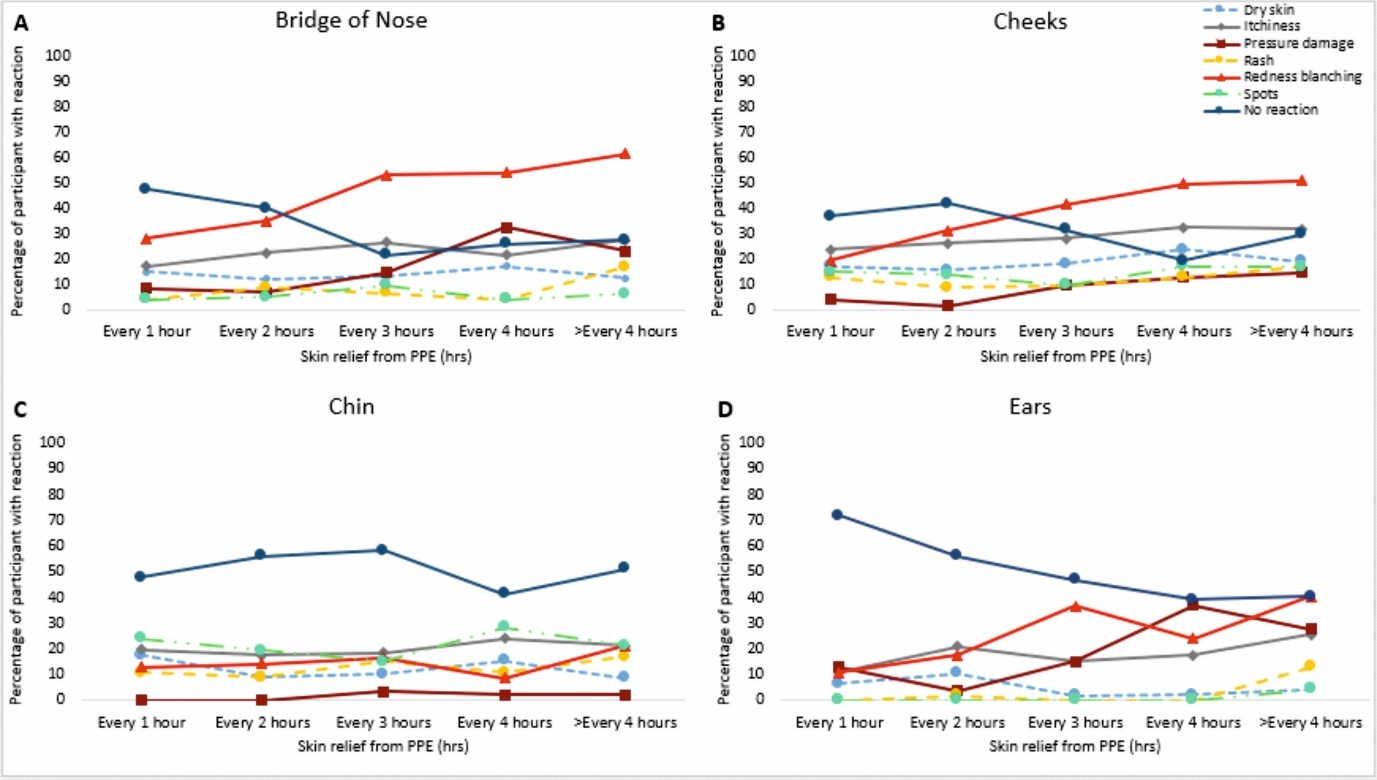 A
Bridge of Nose
Percentage of participant with reaction
100
90
80
70
60
50
40
30
20
10
0
Every 1 hour Every 2 hours Every 3 hours Every 4 hours >Every 4 hours
Skin relief from PPE (hrs)
B
Cheeks
Dry skin
Itchiness
Pressure damage
Rash
Redness blanching
Spots
No reaction
Percentage of participant with reaction
100
90
80
70
60
50
40
30
20
10
0
Every 1 hour Every 2 hours Every 3 hours Every 4 hours >Every 4 hours
Skin relief from PPE (hrs)
C
Chin
Percentage of participant with reaction
100
90
80
70
60
50
40
30
20
10
0
Every 1 hour Every 2 hours Every 3 hours Every 4 hours >Every 4 hours
Skin relief from PPE (hrs)
D
Ears
Percentage of participant with reaction
100
90
80
70
60
50
40
30
20
10
0
Every 1 hour Every 2 hours Every 3 hours Every 4 hours >Every 4 hours
Skin relief from PPE (hrs)